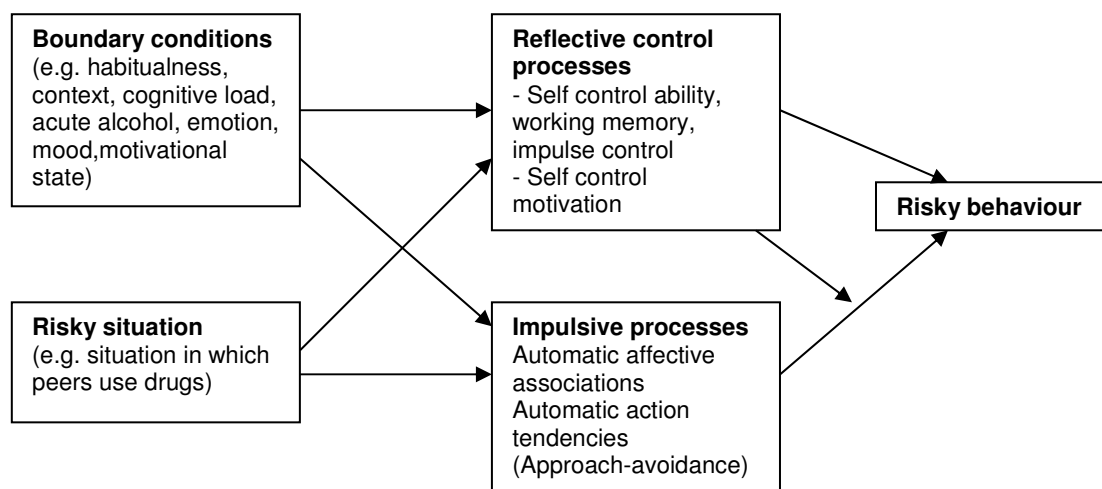 Boundary conditions
(e.g. habitualness,
context, cognitive load,
acute alcohol, emotion,
mood,motivational
state)
Reflective control
processes
- Self control ability,
working memory,
impulse control
- Self control
motivation
Risky behaviour
Risky situation
(e.g. situation in which
peers use drugs)
Impulsive processes
Automatic affective
associations
Automatic action
tendencies
(Approach-avoidance)